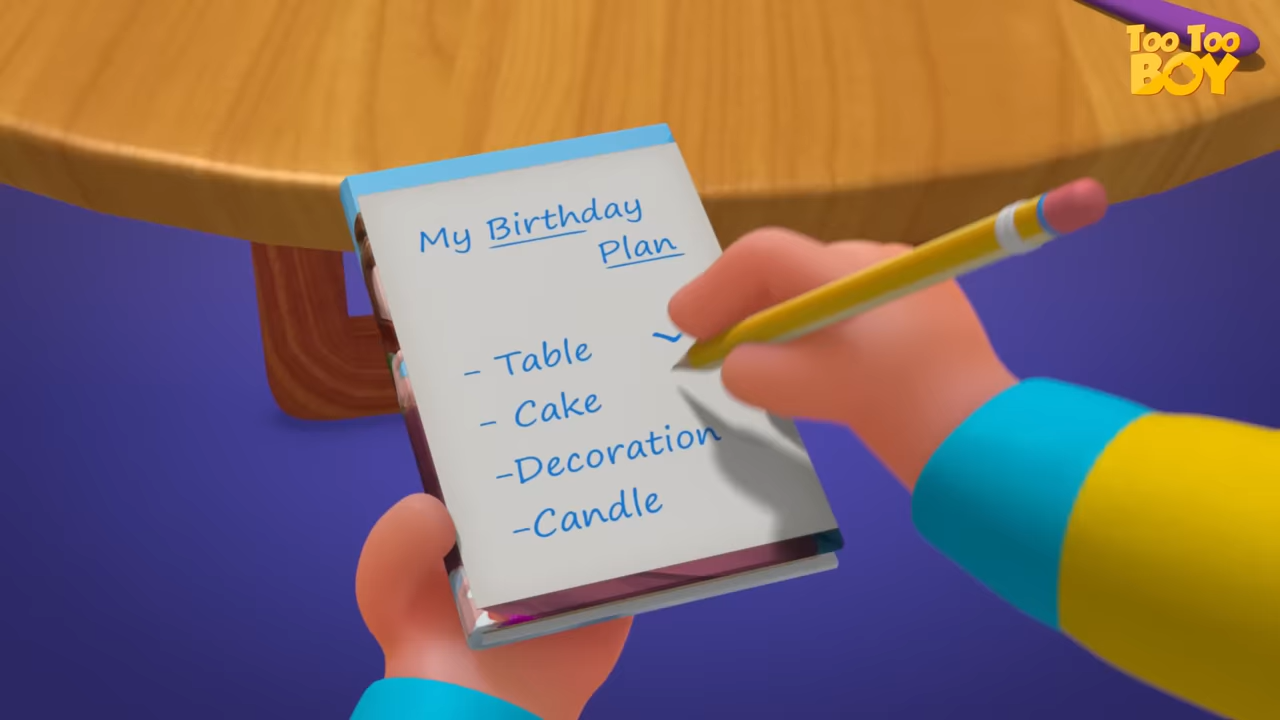 Too Too
BOY
My Birthday
Plan
- Table
- Cake
-Decoration
-Candle